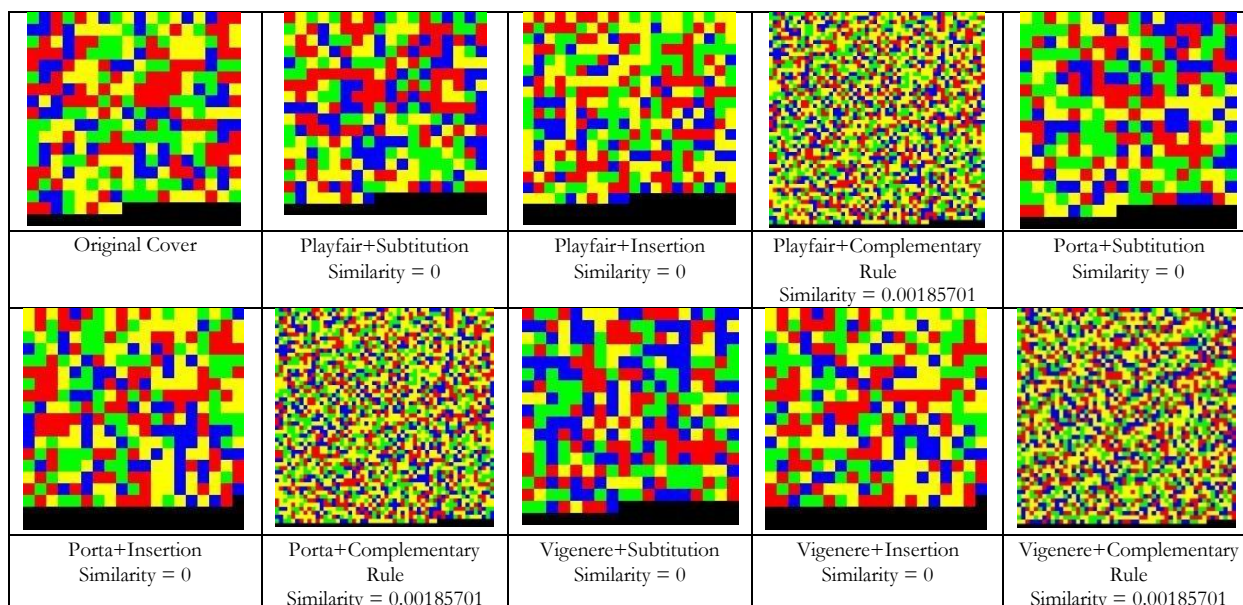 Original Cover
Playfair+Subtitution
Similarity = 0
Playfair+Insertion
Similarity = 0
Playfair+Complementary
Rule
Similarity = 0.00185701
Porta+Subtitution
Similarity = 0
Porta+Insertion
Similarity = 0
Porta+Complementary
Rule
Similarity = 0.00185701
Vigenere+Subtitution
Similarity = 0
Vigenere+Insertion
Similarity = 0
Vigenere+Complementary
Rule
Similarity = 0.00185701